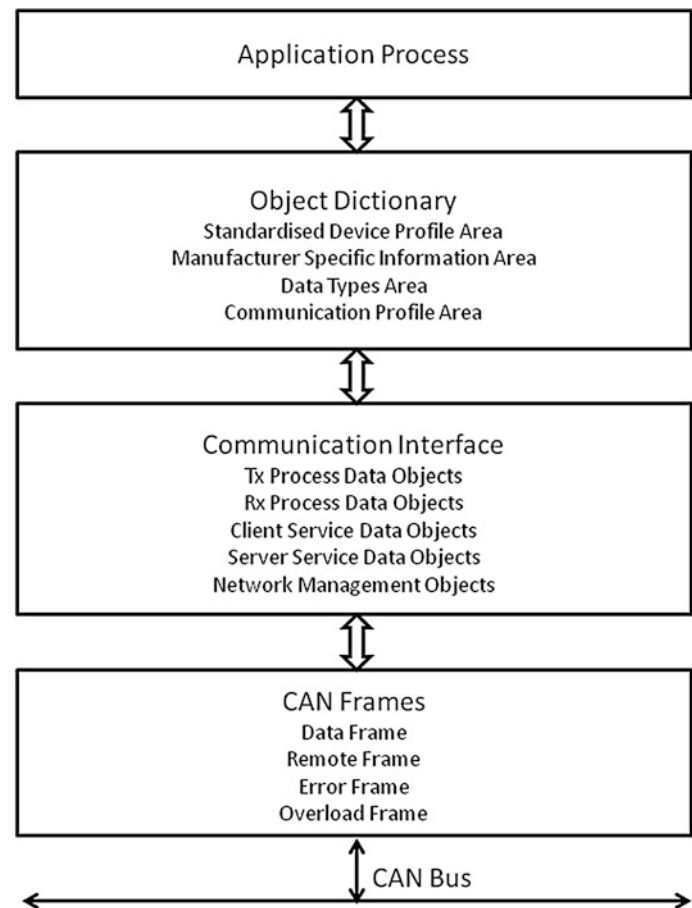 Application Process
Object Dictionary
Standardised Device Profile Area
Manufacturer Specific Information Area
Data Types Area
Communication Profile Area
Communication Interface
Tx Process Data Objects
Rx Process Data Objects
Client Service Data Objects
Server Service Data Objects
Network Management Objects
CAN Frames
Data Frame
Remote Frame
Error Frame
Overload Frame
CAN Bus